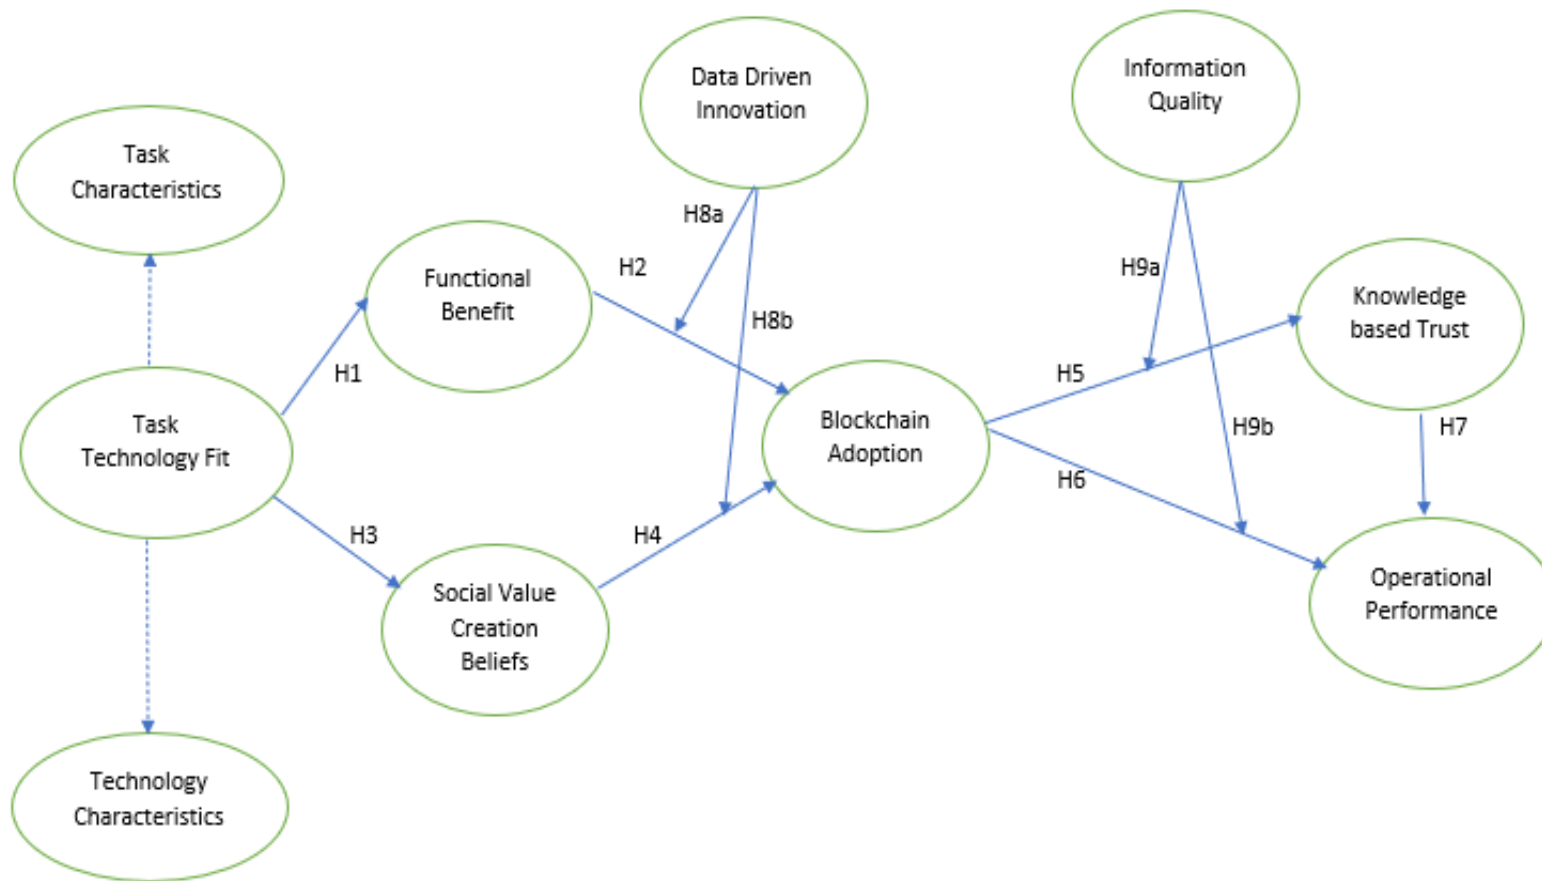 Data Driven
Innovation
Information
Quality
Task
Characteristics
H8a
Functional
Benefit
H2
H9a
Knowledge
based Trust
H8b
H1
H5
Task
Technology Fit
Blockchain
Adoption
H9b
H7
H6
H3
H4
Social Value
Creation
Beliefs
Operational
Performance
Technology
Characteristics